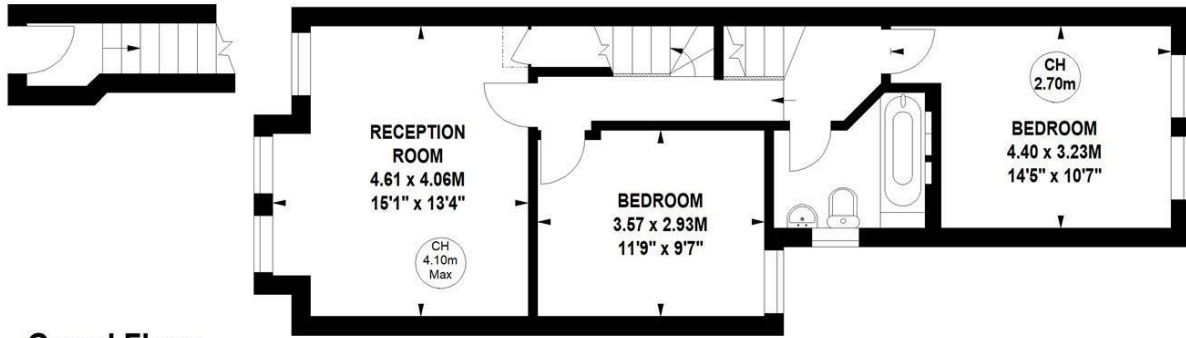 RECEPTION
ROOM
4.61 x 4.06M
15'1" x 13'4"
CH
4.10m
Max
BEDROOM
3.57 x 2.93M
11'9" x 9'7"
CH
2.70m
BEDROOM
4.40 x 3.23M
14'5" x 10'7"